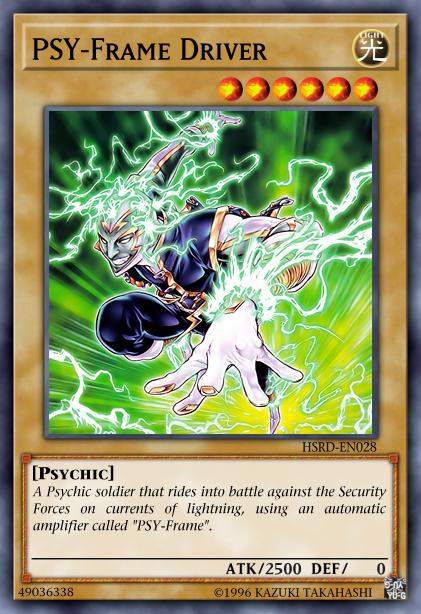 PSY-Frame Driver
LIGHT
光
HSRD-EN028
[Psychic]
A Psychic soldier that rides into battle against the Security
Forces on currents of lightning, using an automatic
amplifier called "PSY-Frame".
ATK/2500 DEF/ 0
49036338 ©1996 KAZUKI TAKAHASHI